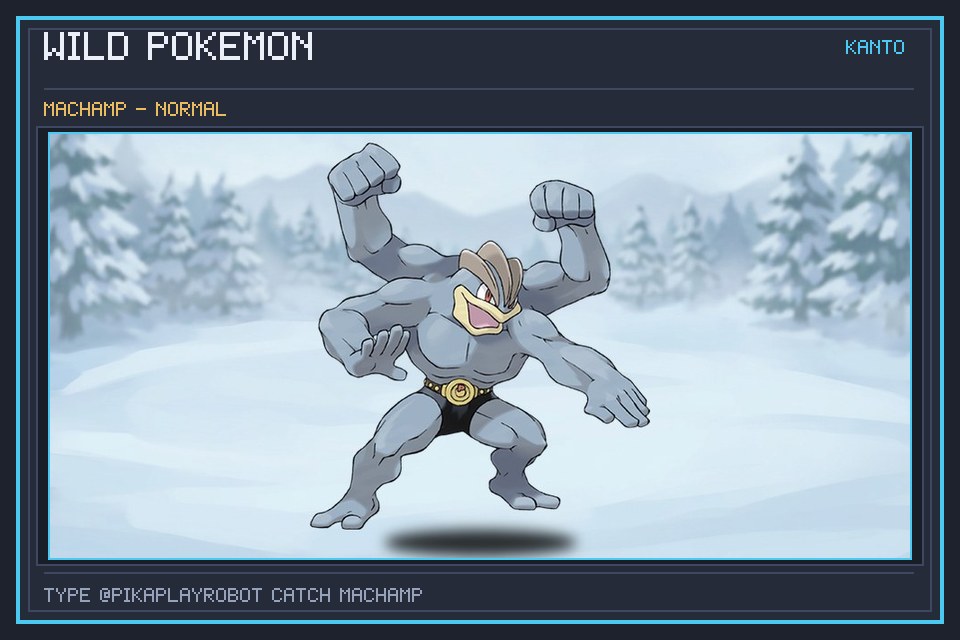 WILD POKEMON
KANTO
MACHAMP - NORMAL
TYPE @PIKAPLAYROBOT CATCH MACHAMP